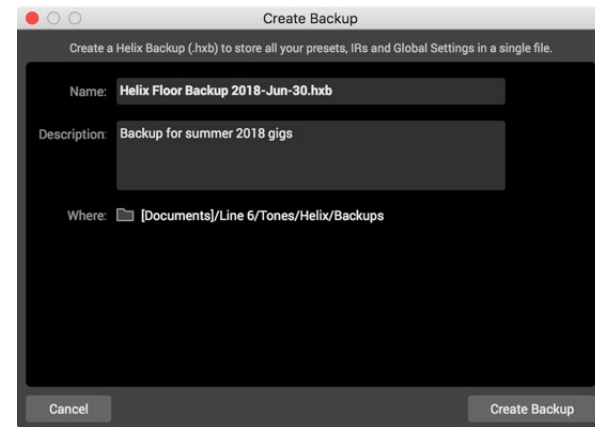 Create Backup
Create a Helix Backup (.hxb) to store all your presets, IRs and Global Settings in a single file.
Name: Helix Floor Backup 2018-Jun-30.hxb
Description: Backup for summer 2018 gigs
Where: [Documents]/Line 6/Tones/Helix/Backups
Cancel Create Backup